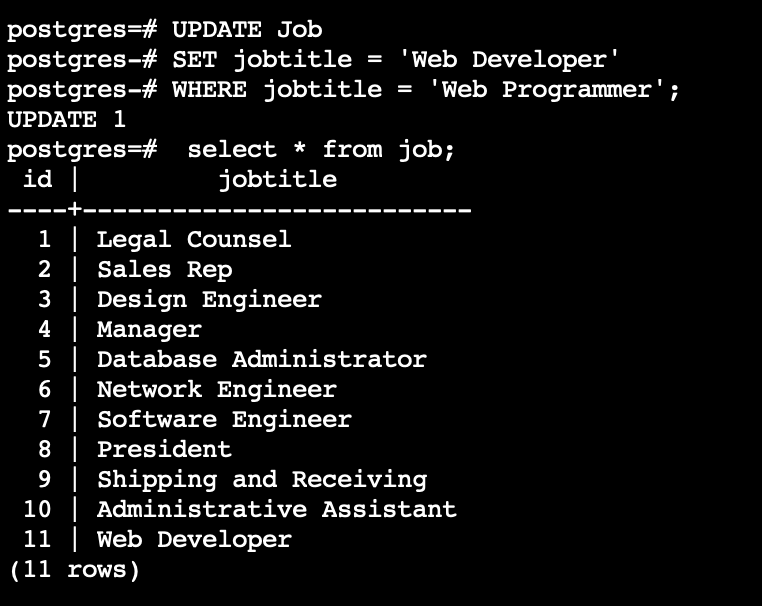 postgres=# UPDATE Job
postgres-# SET jobtitle = 'Web Developer'
postgres-# WHERE jobtitle = 'Web Programmer';
UPDATE 1
postgres=#  select * from job;
 id |         jobtitle
----+--------------------------
  1 | Legal Counsel
  2 | Sales Rep
  3 | Design Engineer
  4 | Manager
  5 | Database Administrator
  6 | Network Engineer
  7 | Software Engineer
  8 | President
  9 | Shipping and Receiving
 10 | Administrative Assistant
 11 | Web Developer
(11 rows)